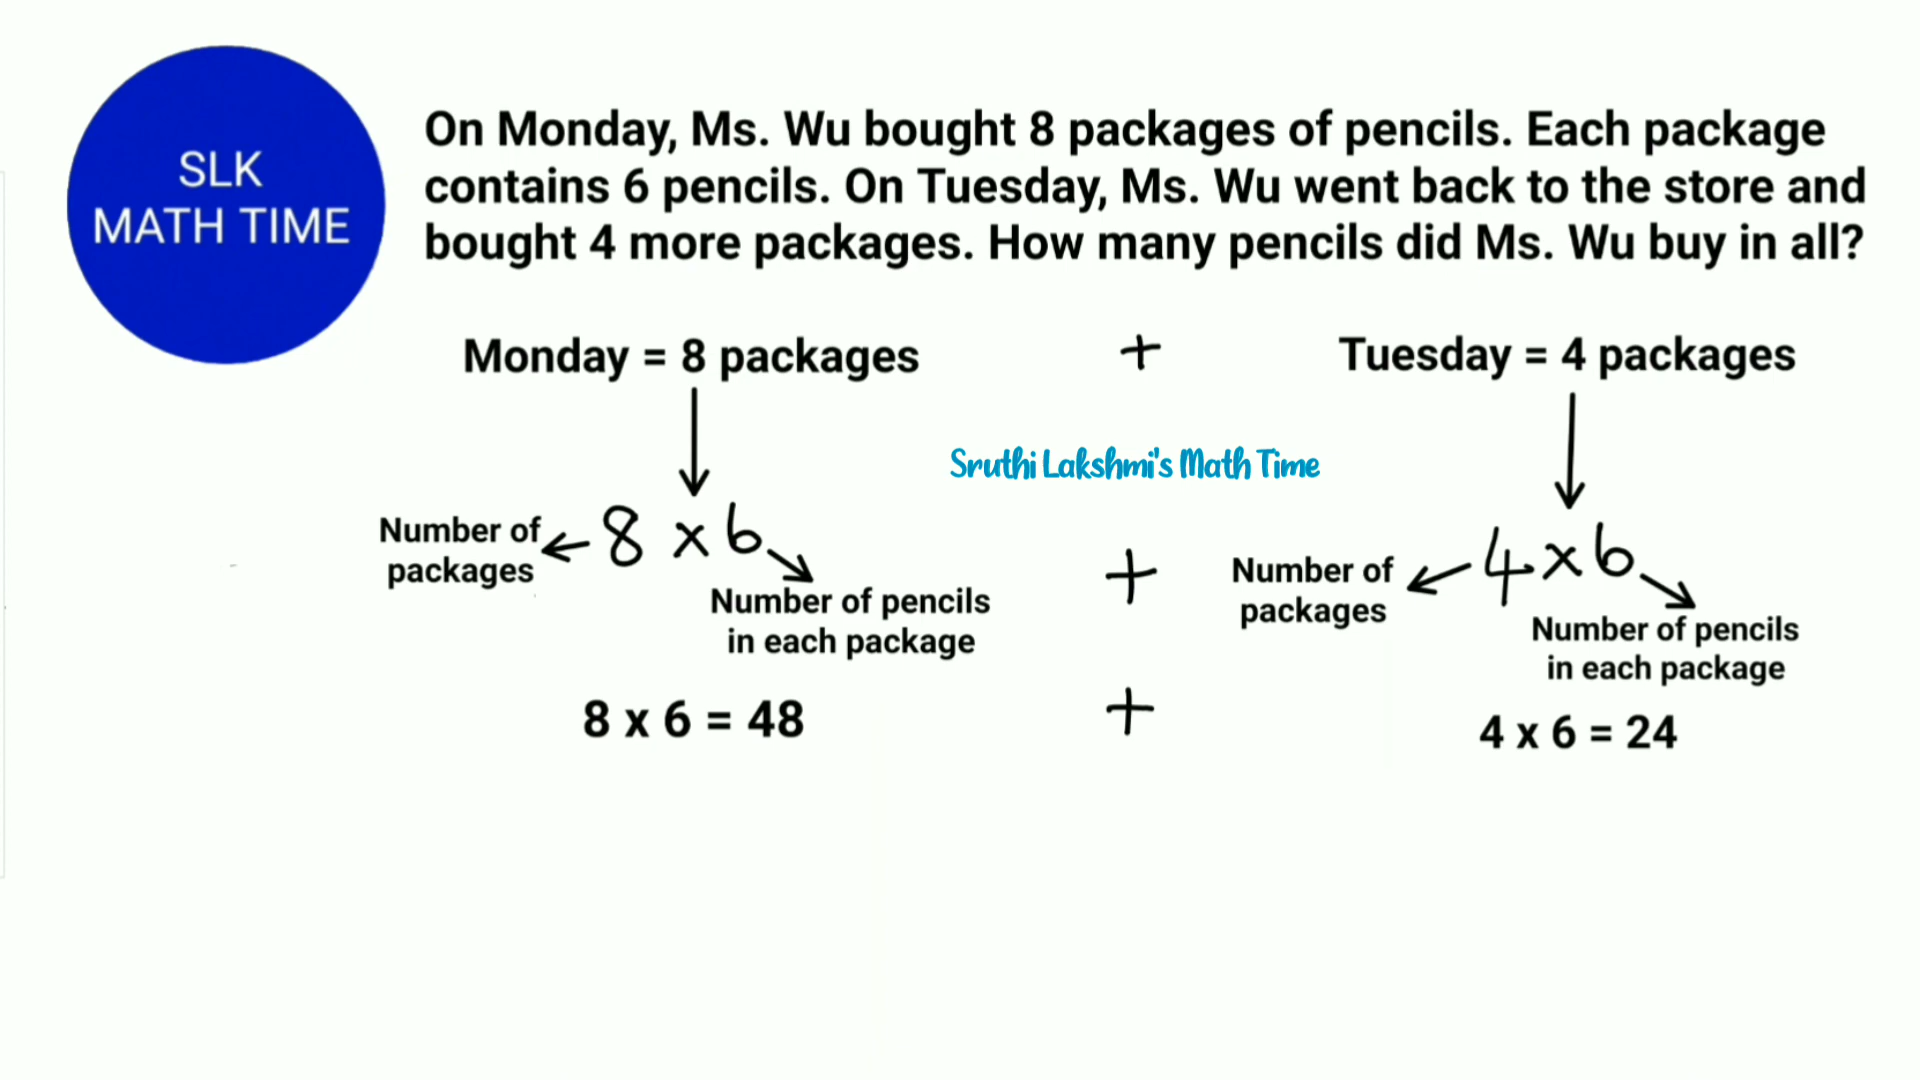 SLK
MATH TIME
On Monday, Ms. Wu bought 8 packages of pencils. Each package
contains 6 pencils. On Tuesday, Ms. Wu went back to the store and
bought 4 more packages. How many pencils did Ms. Wu buy in all?
Monday = 8 packages + Tuesday = 4 packages
Sruthi Lakshmi's Math Time
Number of
packages
8 x 6
Number of pencils
in each package
+
Number of
packages
4 x 6
Number of pencils
in each package
8 x 6 = 48 + 4 x 6 = 24